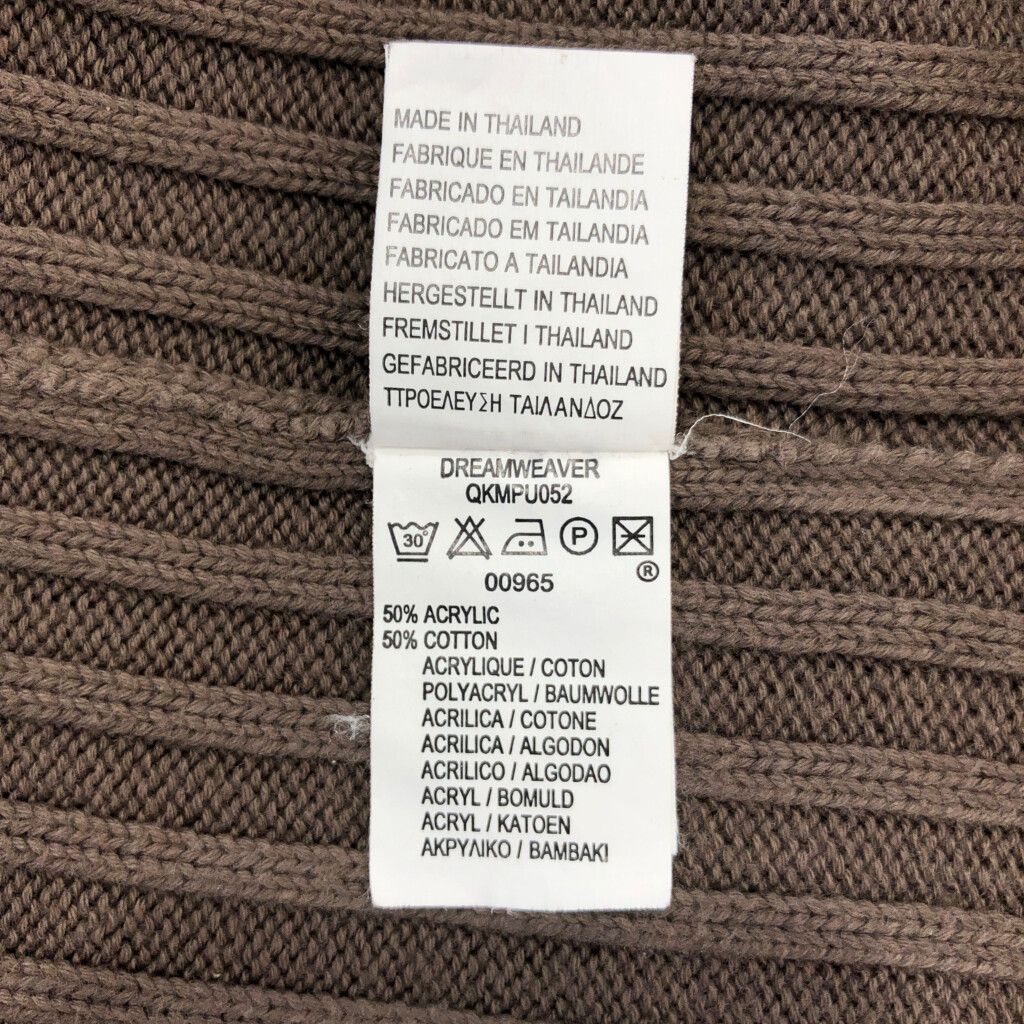 MADE IN THAILAND
FABRIQUE EN THAILANDE
FABRICADO EN TAILANDIA
FABRICADO EM TAILANDIA
FABRICATO A TAILANDIA
HERGESTELLT IN THAILAND
FREMSTILLET I THAILAND
GEFABRICEERD IN THAILAND
ΤΤΡΟΕΛΕΥΣΗ ΤΑΙΛΑΝΔΟΖ
DREAMWEAVER
QKMPU052
30° P
®
00965
50% ACRYLIC
50% COTTON
ACRYLIQUE / COTON
POLYACRYL / BAUMWOLLE
ACRILICA / COTONE
ACRILICA / ALGODON
ACRILICO / ALGODAO
ACRYL / BOMULD
ACRYL / KATOEN
ΑΚΡΥΛΙΚΟ / ΒΑΜΒΑΚΙ